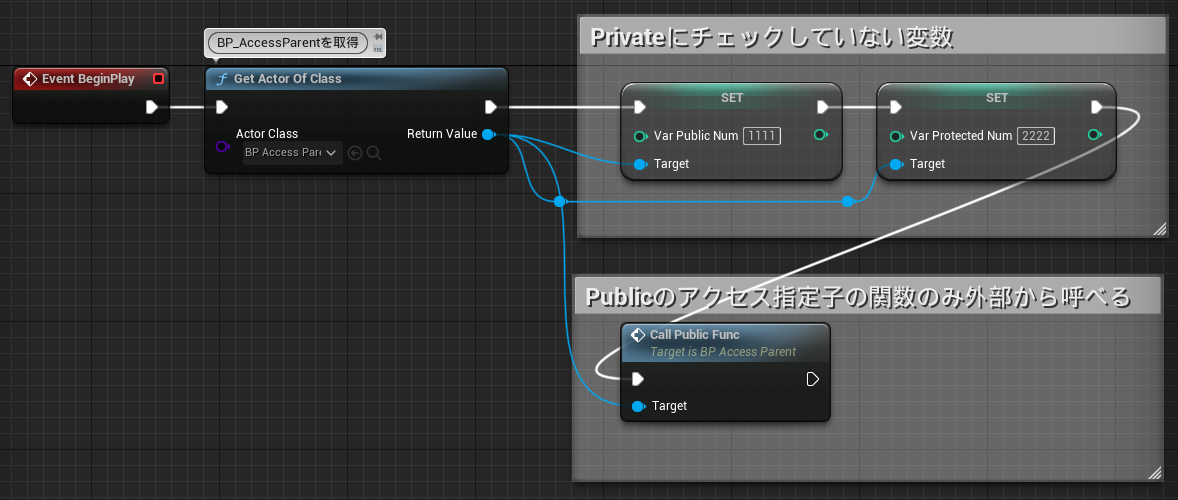 BP_AccessParentを取得
Event BeginPlay
Get Actor Of Class
Actor Class
BP Access Pare
Return Value
Privateにチェックしていない変数
SET
Var Public Num 1111
Target
SET
Var Protected Num 2222
Target
Publicのアクセス指定子の関数のみ外部から呼べる
Call Public Func
Target is BP Access Parent
Target